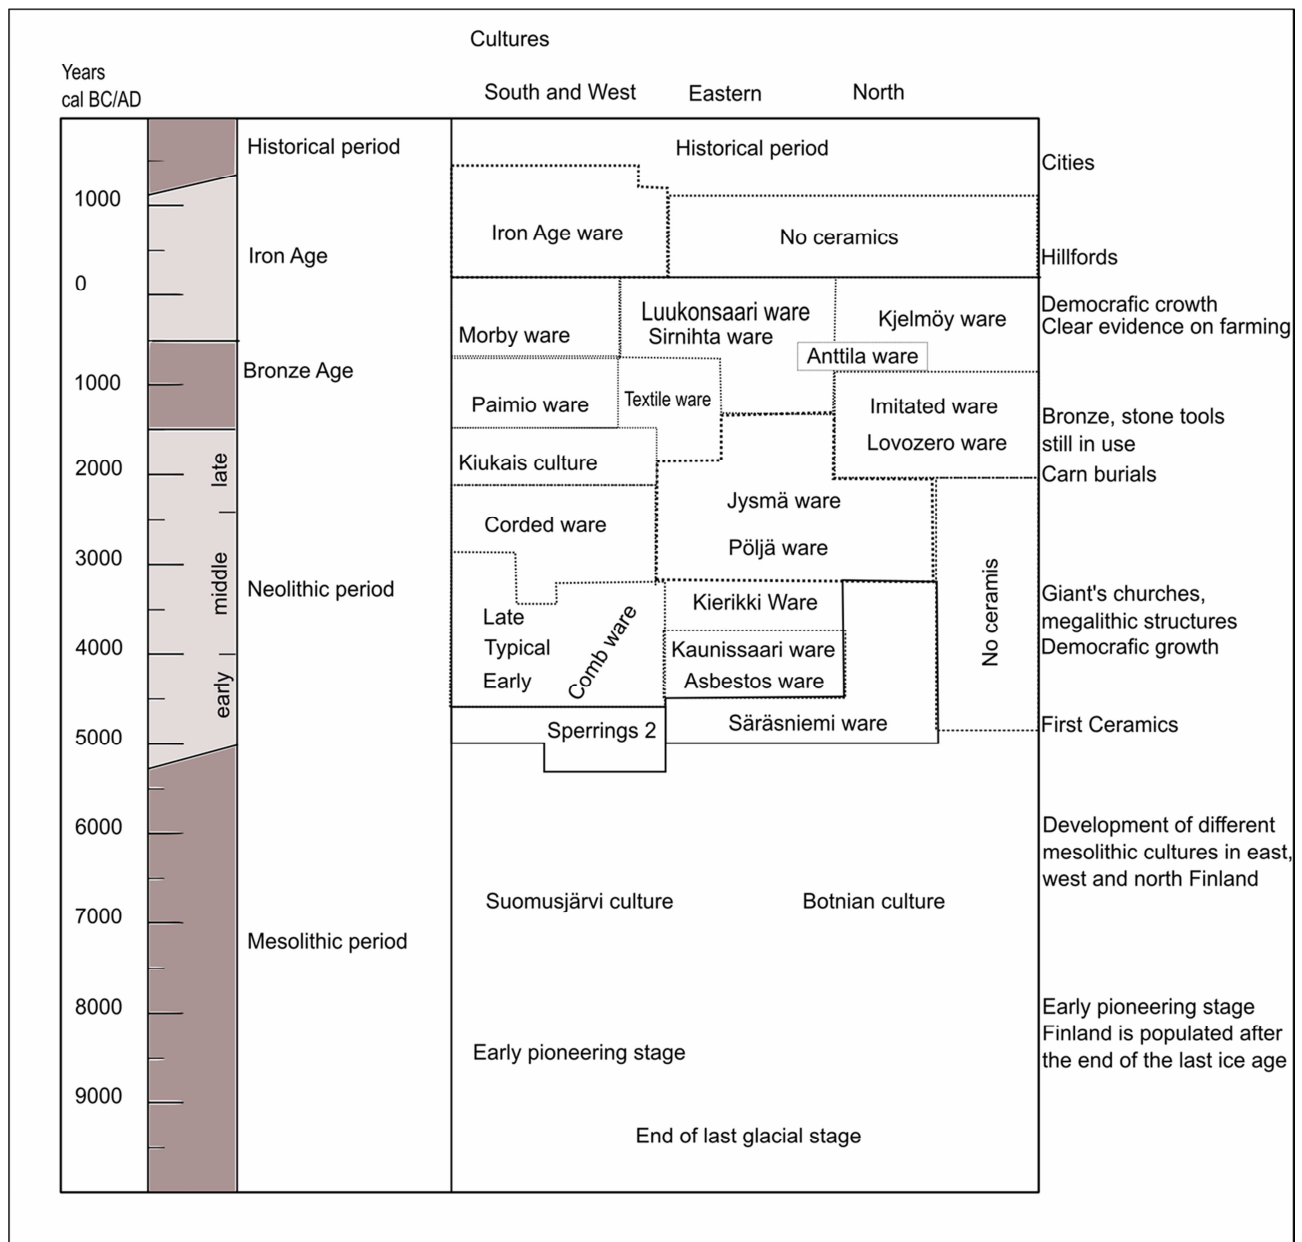 Cultures
Years
cal BC/AD
South and West
Eastern
North
Historical period
Historical period
Cities
1000
Iron Age ware
No ceramics
Iron Age
Hillfords
0
Luukonsaari ware
Sirnihta ware
Kjelmöy ware
Democrafic growth
Clear evidence on farming
Morby ware
Anttila ware
Bronze Age
1000
Paimio ware
Textile ware
Imitated ware
Lovozero ware
Bronze, stone tools
still in use
Kiukais culture
2000
late
Carn burials
Jysmä ware
Corded ware
Pöljä ware
3000
middle
Neolithic period
No ceramis
Kierikki Ware
Giant's churches,
megalithic structures
Democrafic growth
Late
Typical
Early
Comb ware
Kaunissaari ware
Asbestos ware
4000
early
Sperrings 2
Säräsniemi ware
First Ceramics
5000
6000
Development of different
mesolithic cultures in east,
west and north Finland
Suomusjärvi culture
Botnian culture
7000
Mesolithic period
8000
Early pioneering stage
Finland is populated after
the end of the last ice age
Early pioneering stage
9000
End of last glacial stage